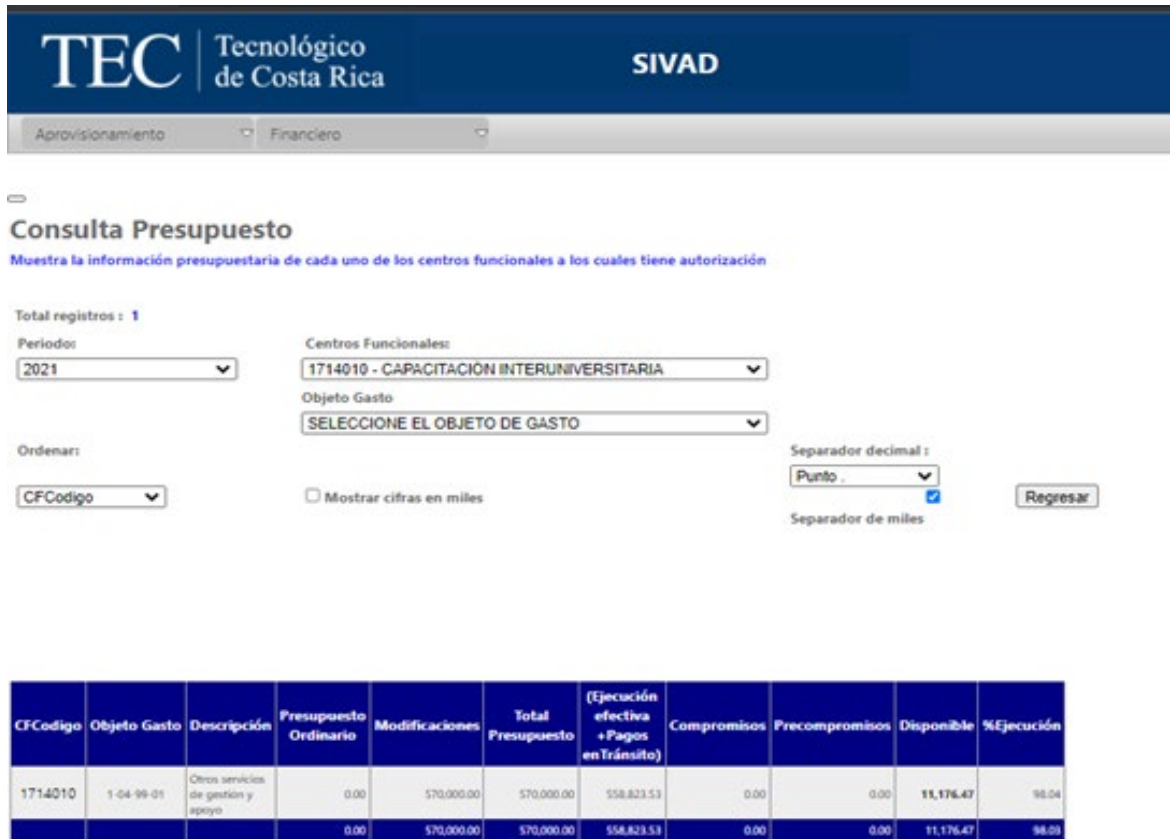 TEC Tecnológico de Costa Rica
SIVAD
Aprovisionamiento Financiero
Consulta Presupuesto
Muestra la información presupuestaria de cada uno de los centros funcionales a los cuales tiene autorización
Total registros : 1
Periodo: Centros Funcionales:
2021 1714010 - CAPACITACIÓN INTERUNIVERSITARIA
Objeto Gasto
SELECCIONE EL OBJETO DE GASTO
Ordenar: Separador decimal :
Punto .
CFCodigo Mostrar cifras en miles Regresar
Separador de miles
CFCodigo Objeto Gasto Descripción Presupuesto Ordinario Modificaciones Total Presupuesto (Ejecución efectiva +Pagos enTránsito) Compromisos Precompromisos Disponible %Ejecución
1714010 1-04-99-01 Otros servicios de gestion y apoyo 0.00 570,000.00 570,000.00 558,823.53 0.00 0.00 11,176.47 98.04
0.00 570,000.00 570,000.00 558,823.53 0.00 0.00 11,176.47 98.03